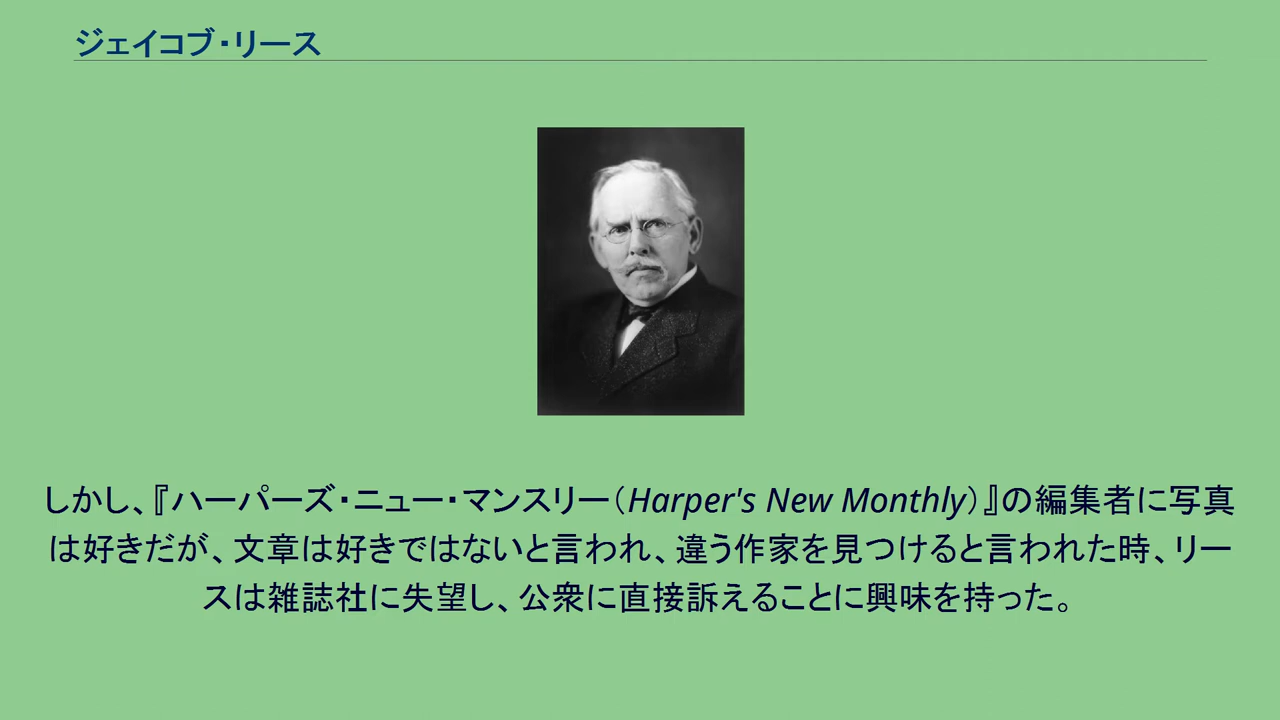 ジェイコブ・リース
しかし、『ハーパーズ・ニュー・マンスリー（Harper's New Monthly）』の編集者に写真
は好きだが、文章は好きではないと言われ、違う作家を見つけると言われた時、リー
スは雑誌社に失望し、公衆に直接訴えることに興味を持った。